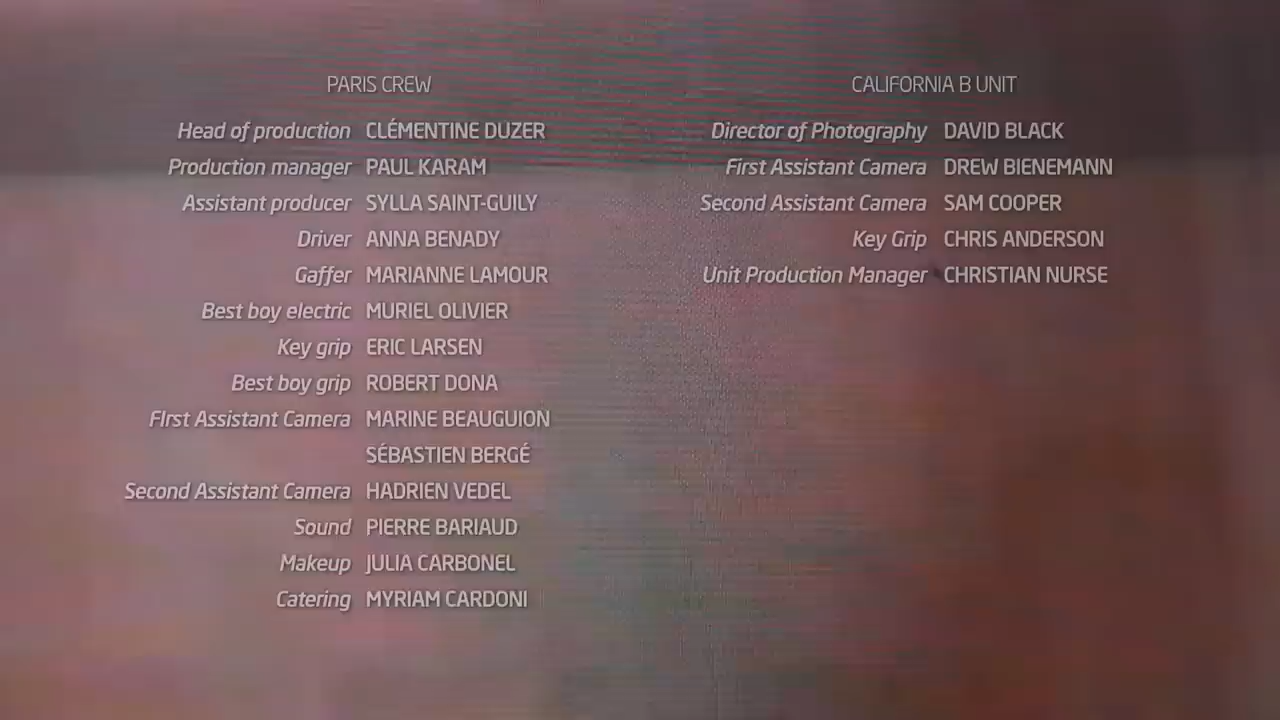 PARIS CREW
Head of production CLÉMENTINE DUZER
Production manager PAUL KARAM
Assistant producer SYLLA SAINT-GUILY
Driver ANNA BENADY
Gaffer MARIANNE LAMOUR
Best boy electric MURIEL OLIVIER
Key grip ERIC LARSEN
Best boy grip ROBERT DONA
FIrst Assistant Camera MARINE BEAUGUION
SÉBASTIEN BERGÉ
Second Assistant Camera HADRIEN VEDEL
Sound PIERRE BARIAUD
Makeup JULIA CARBONEL
Catering MYRIAM CARDONI
CALIFORNIA B UNIT
Director of Photography DAVID BLACK
First Assistant Camera DREW BIENEMANN
Second Assistant Camera SAM COOPER
Key Grip CHRIS ANDERSON
Unit Production Manager CHRISTIAN NURSE